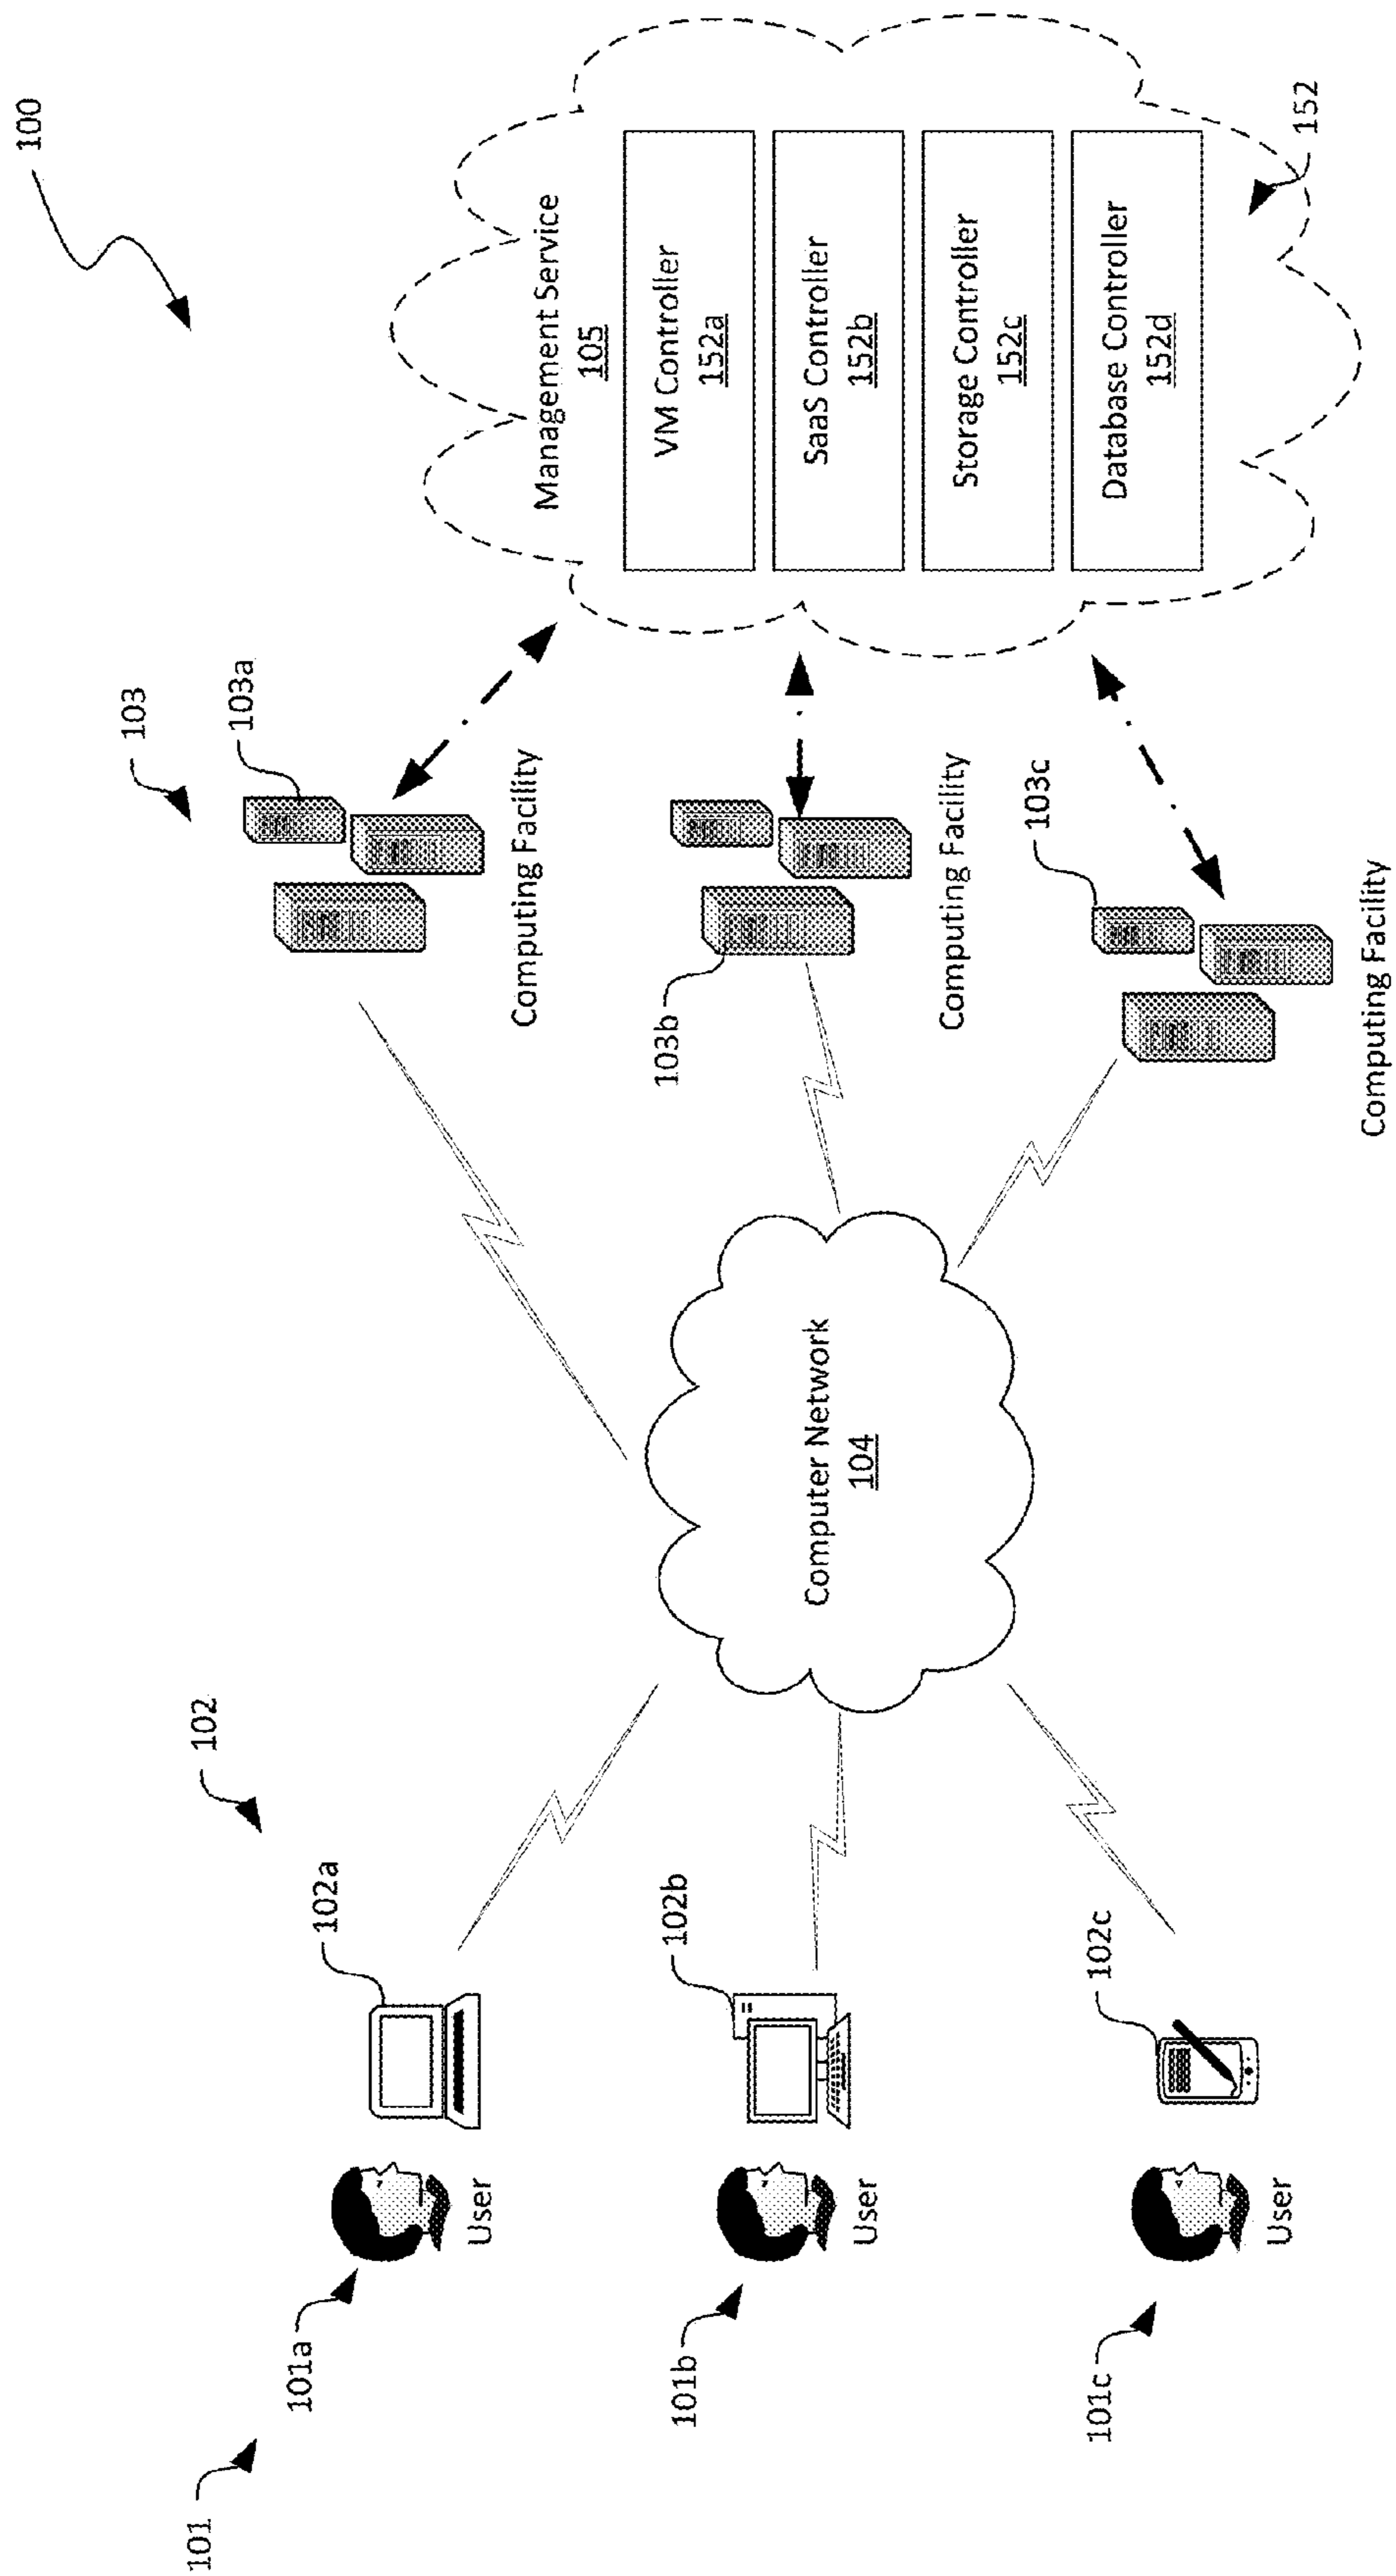 100
101
101a
User
102
102a
103
103a
Computing Facility
101b
User
102b
Computer Network
104
103b
Computing Facility
101c
User
102c
103c
Computing Facility
Management Service
105
VM Controller
152a
SaaS Controller
152b
Storage Controller
152c
Database Controller
152d
152